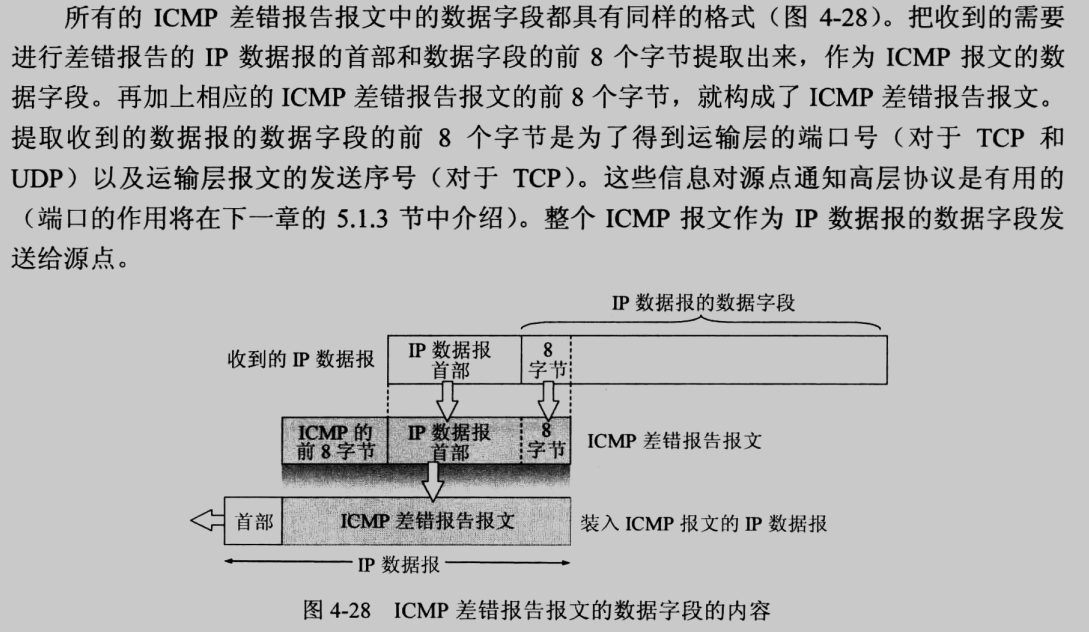 所有的 ICMP 差错报告报文中的数据字段都具有同样的格式（图 4-28）。把收到的需要
进行差错报告的 IP 数据报的首部和数据字段的前 8 个字节提取出来，作为 ICMP 报文的数
据字段。再加上相应的 ICMP 差错报告报文的前 8 个字节，就构成了 ICMP 差错报告报文。
提取收到的数据报的数据字段的前 8 个字节是为了得到运输层的端口号（对于 TCP 和
UDP）以及运输层报文的发送序号（对于 TCP）。这些信息对源点通知高层协议是有用的
（端口的作用将在下一章的 5.1.3 节中介绍）。整个 ICMP 报文作为 IP 数据报的数据字段发
送给源点。
IP 数据报的数据字段
收到的 IP 数据报
IP 数据报
首部
8
字节
ICMP 的
前 8 字节
IP 数据报
首部
8
字节
ICMP 差错报告报文
首部
ICMP 差错报告报文
装入 ICMP 报文的 IP 数据报
IP 数据报
图 4-28 ICMP 差错报告报文的数据字段的内容